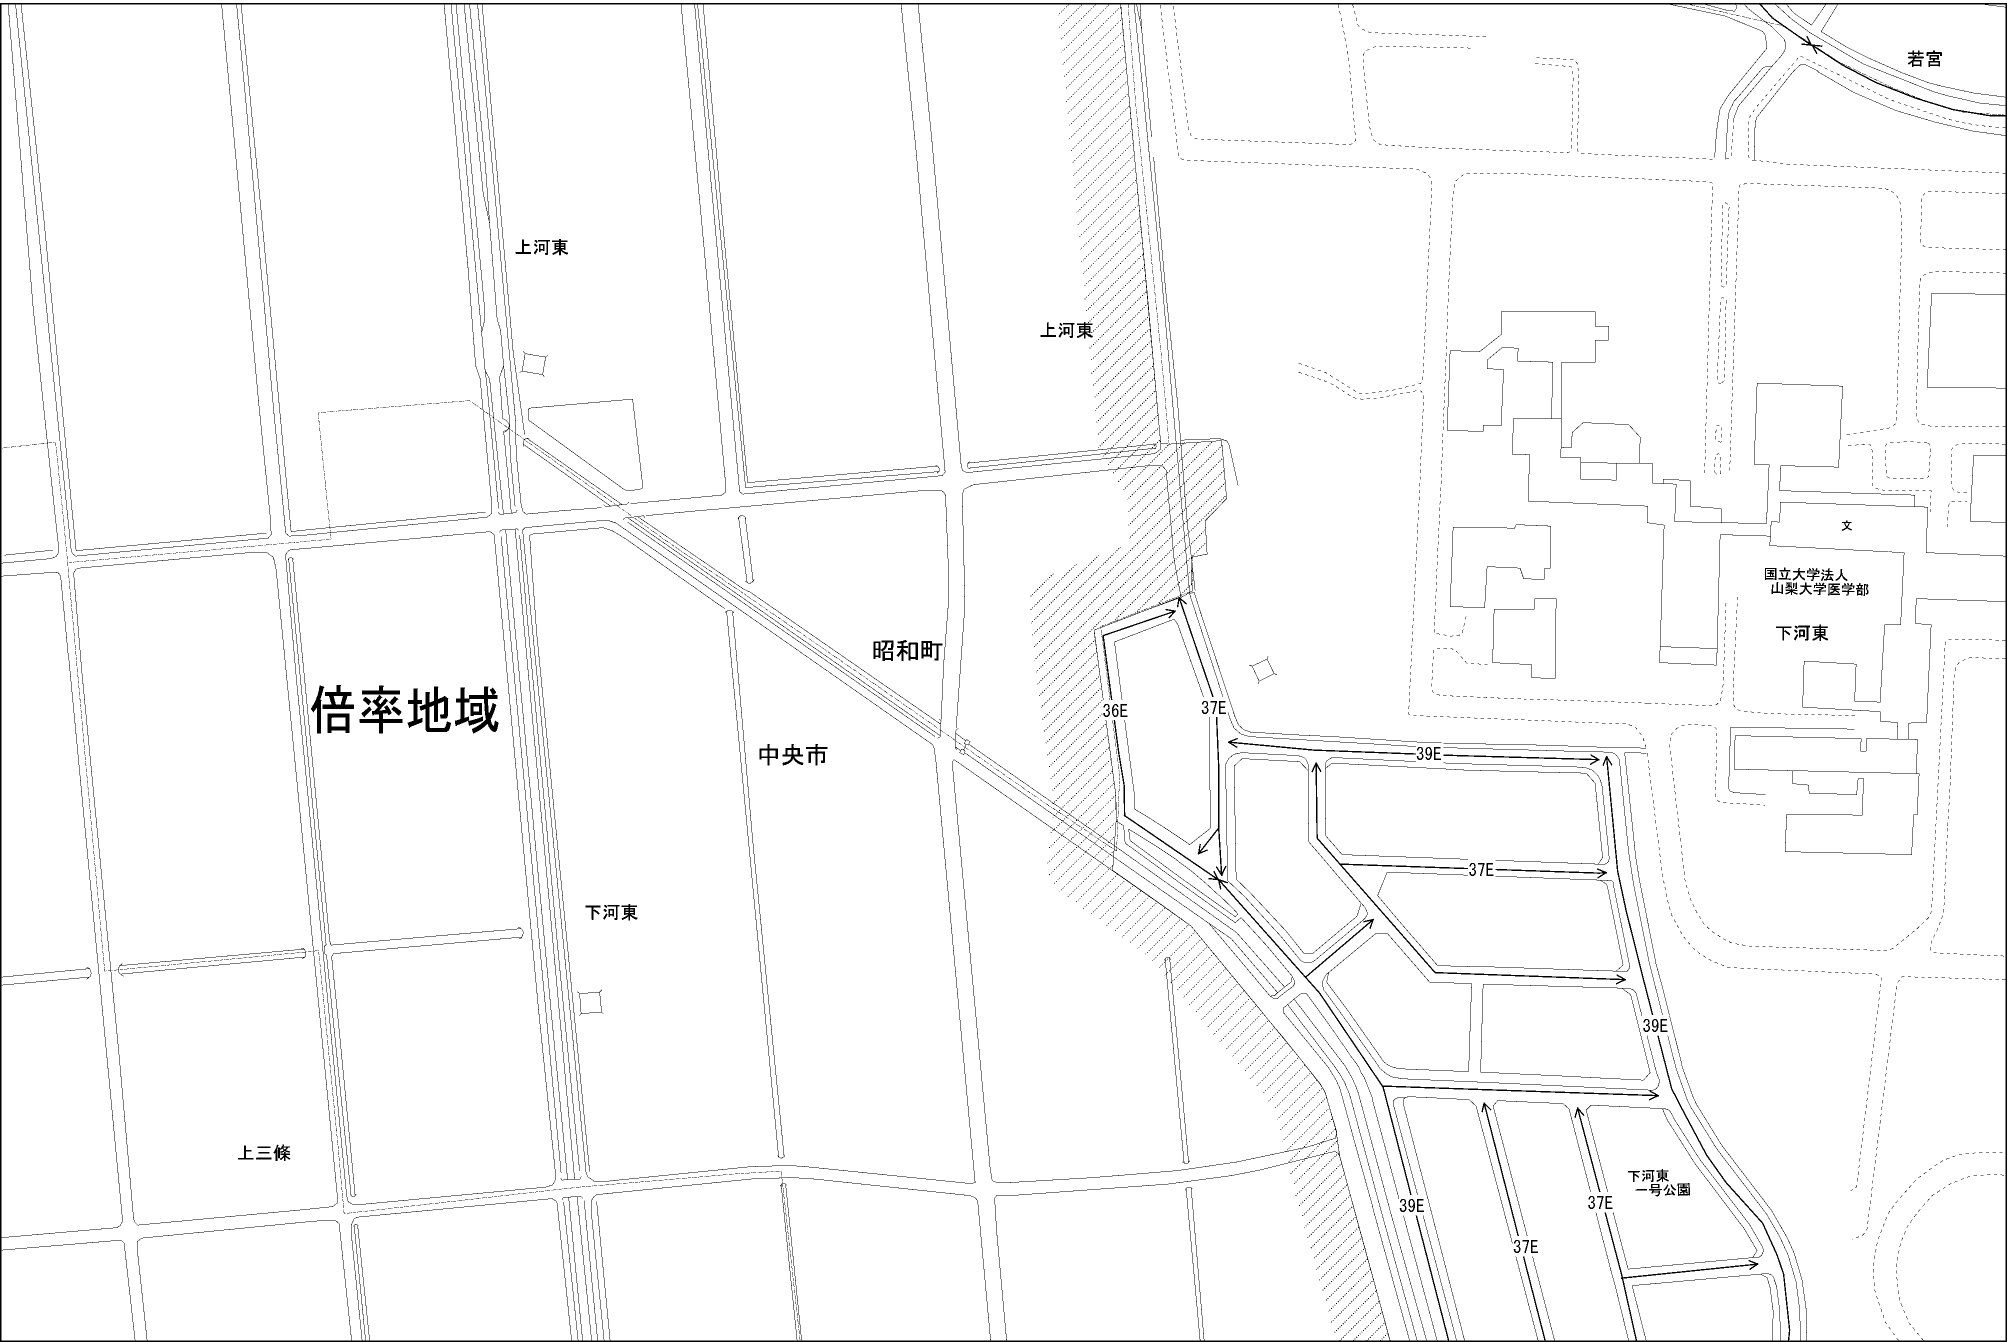 若宮
上河東
上河東
文
国立大学法人
山梨大学医学部
下河東
昭和町
倍率地域
36E
37E
中央市
39E
37E
下河東
39E
上三條
下河東
一号公園
39E
37E
37E